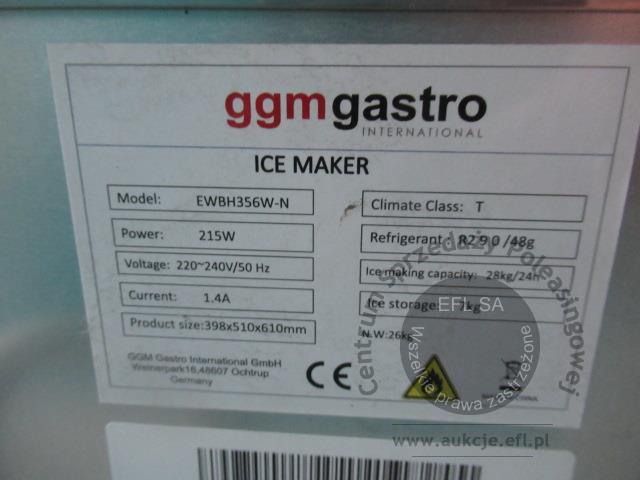 ggmgastro
INTERNATIONAL
ICE MAKER
Model: EWBH356W-N
Power: 215W
Voltage: 220~240V/50 Hz
Current: 1.4A
Product size:398x510x610mm
GGM Gastro International GmbH
Weinerpark16,48607 Ochtrup
Germany
CE
Climate Class: T
Refrigerant: R290/48g
Ice making capacity: 28kg/24h
Ice storage: 7kg
N.W:26kg
Centrum Sprzedaży Poleasingowej
EFL SA
Wszelkie prawa zastrzeżone
www.aukcje.efl.pl